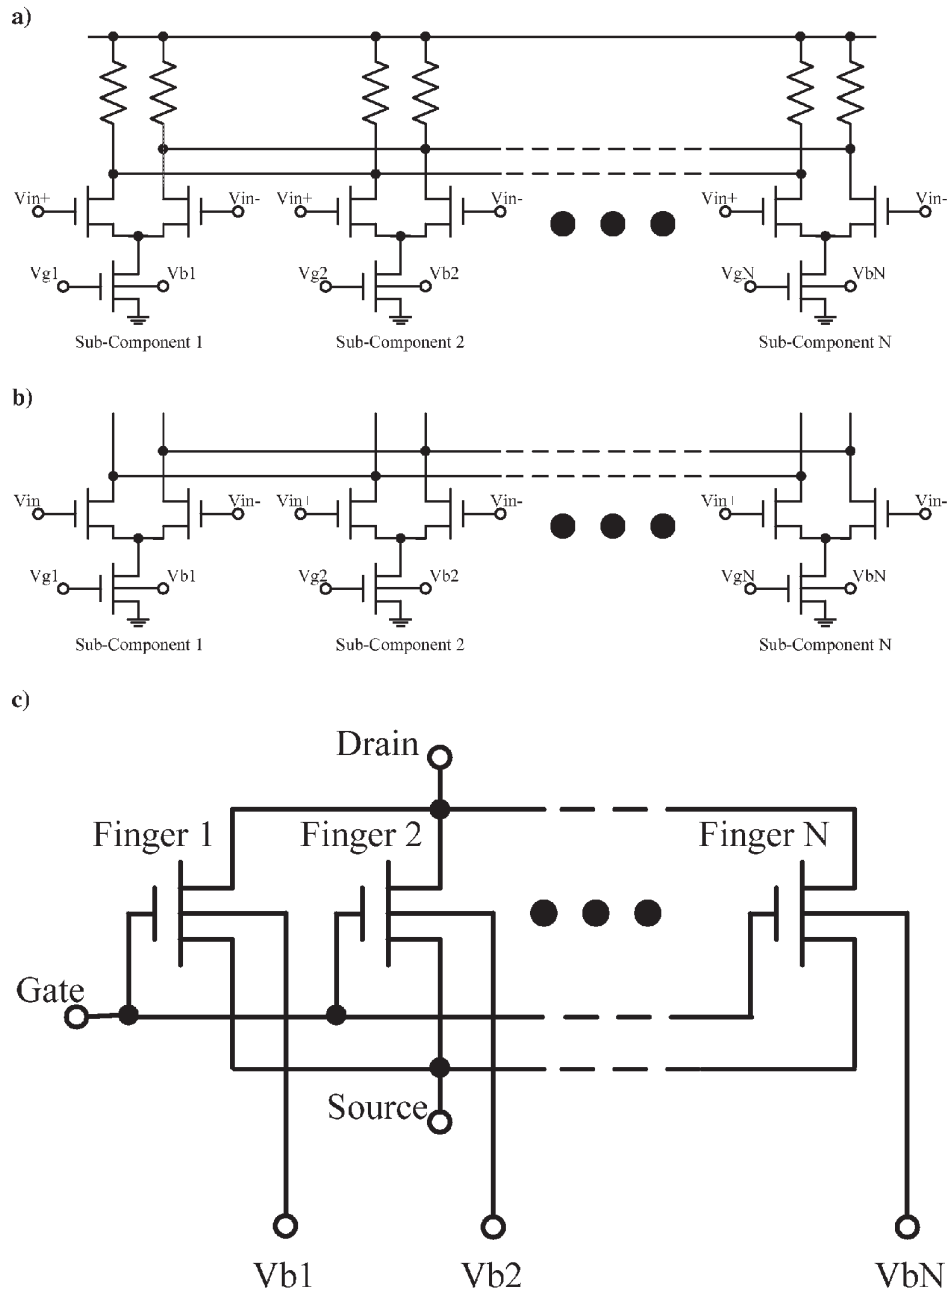 a)
Vin+ Vin- Vin+ Vin- Vin+ Vin-
Vg1 Vb1 Vg2 Vb2 VgN VbN
Sub-Component 1 Sub-Component 2 Sub-Component N
b)
Vin Vin- Vin+ Vin- Vin+ Vin-
Vg1 Vb1 Vg2 Vb2 VgN VbN
Sub-Component 1 Sub-Component 2 Sub-Component N
c)
Drain
Finger 1 Finger 2 Finger N
Gate
Source
Vb1 Vb2 VbN